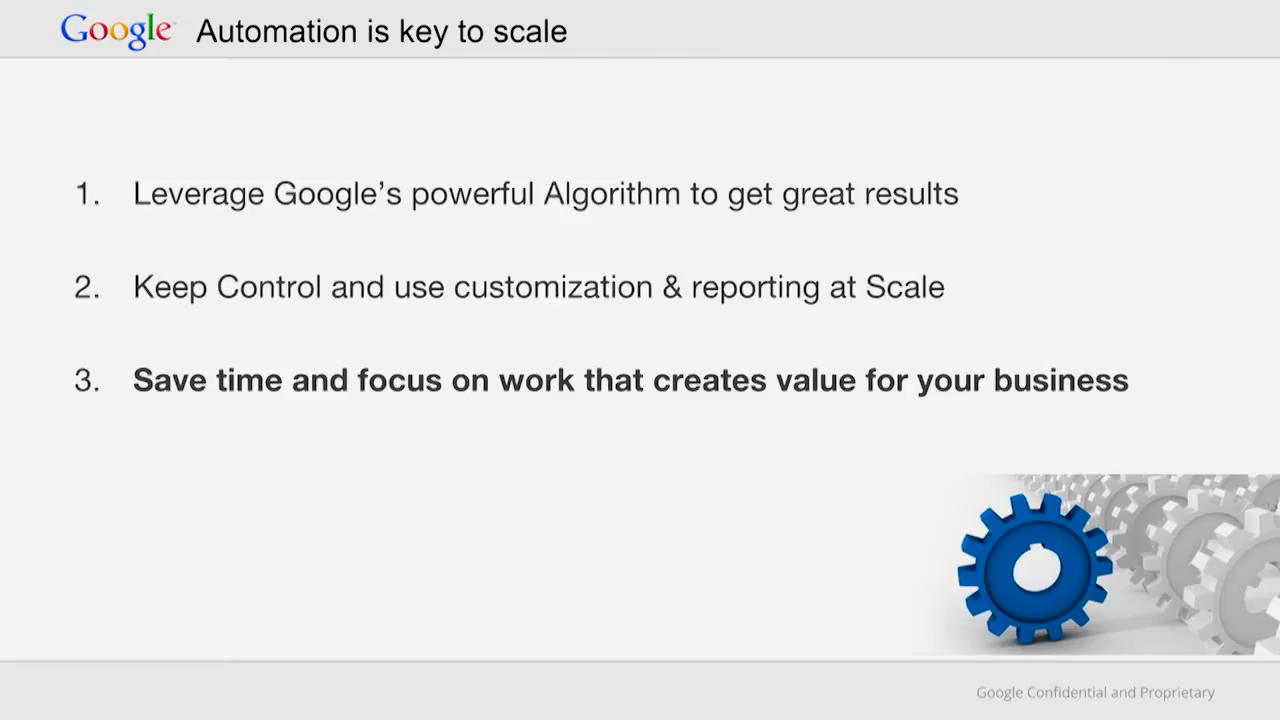 Google Automation is key to scale
1. Leverage Google's powerful Algorithm to get great results
2. Keep Control and use customization & reporting at Scale
3. Save time and focus on work that creates value for your business
Google Confidential and Proprietary